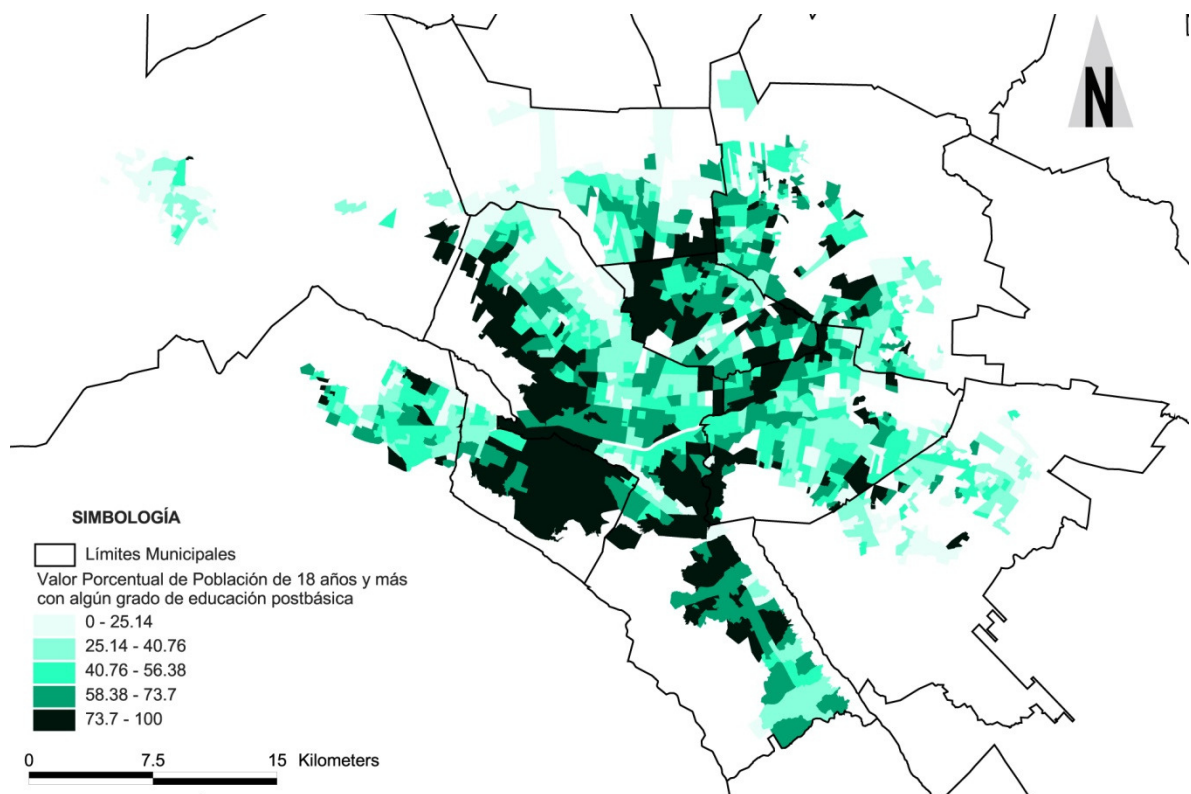 N
SIMBOLOGÍA
Límites Municipales
Valor Porcentual de Población de 18 años y más
con algún grado de educación postbásica
0 - 25.14
25.14 - 40.76
40.76 - 56.38
58.38 - 73.7
73.7 - 100
0 7.5 15 Kilometers